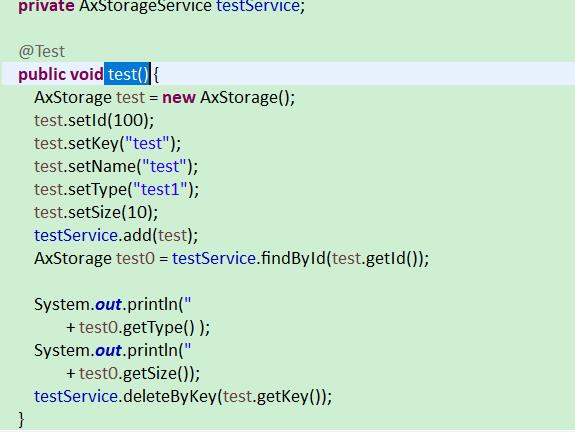 private AxStorageService testService;
@Test
public void test() {
AxStorage test = new AxStorage();
test.setId(100);
test.setKey("test");
test.setName("test");
test.setType("test1");
test.setSize(10);
testService.add(test);
AxStorage test0 = testService.findById(test.getId());
System.out.println("
+ test0.getType() );
System.out.println("
+ test0.getSize());
testService.deleteByKey(test.getKey());
}